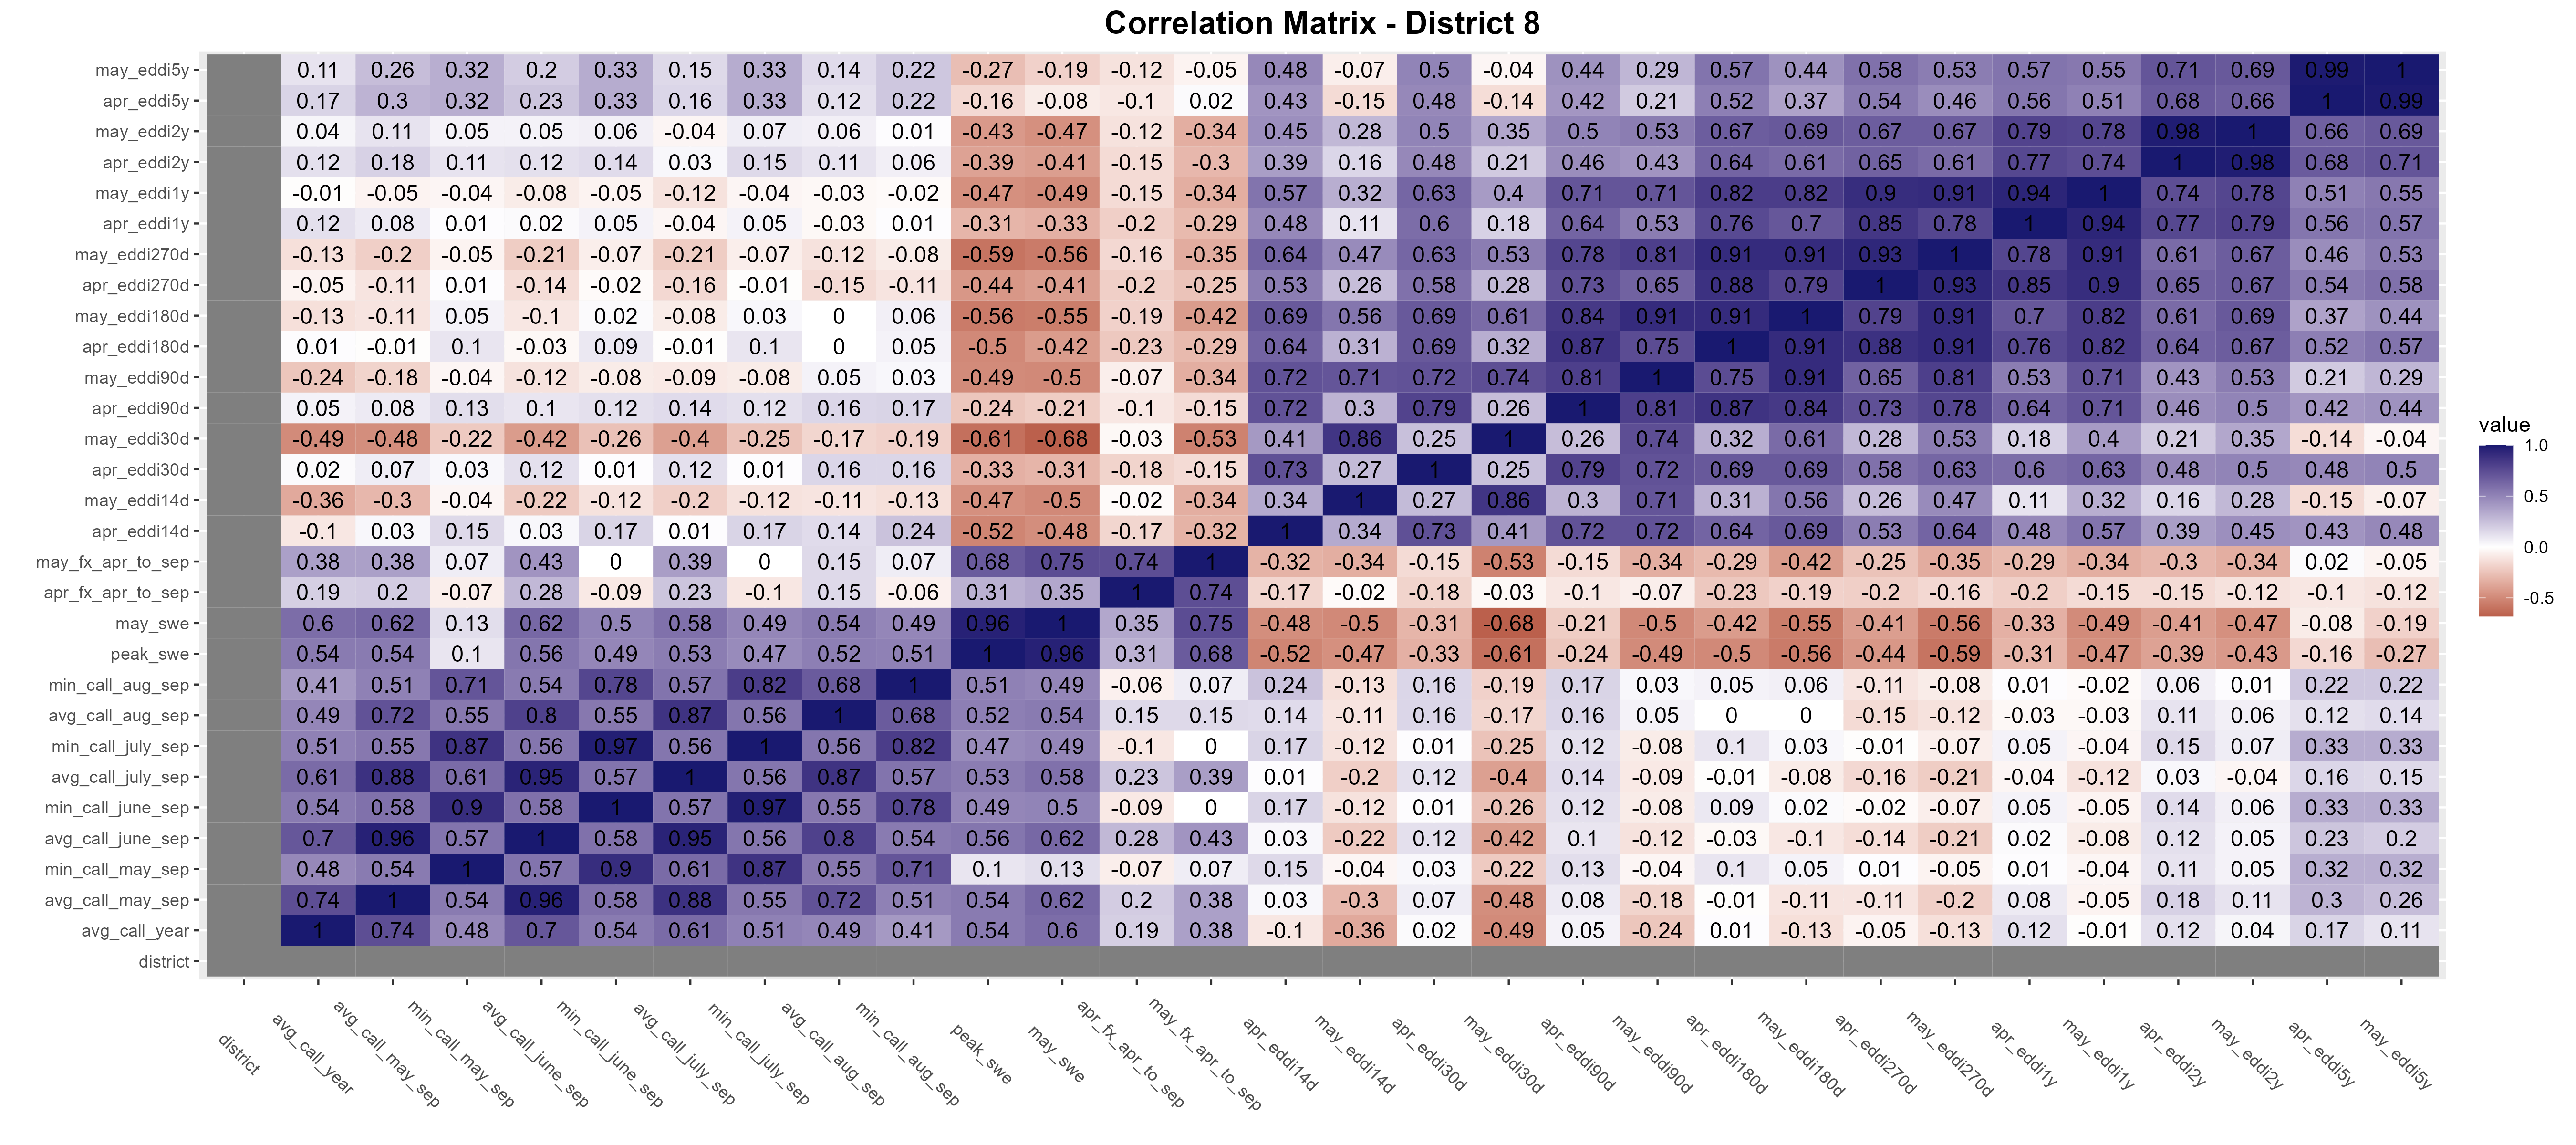 Correlation Matrix - District 8
may_eddi5y 0.11 0.26 0.32 0.2 0.33 0.15 0.33 0.14 0.22 -0.27 -0.19 -0.12 -0.05 0.48 -0.07 0.5 -0.04 0.44 0.29 0.57 0.44 0.58 0.53 0.57 0.55 0.71 0.69 0.99 1
apr_eddi5y 0.17 0.3 0.32 0.23 0.33 0.16 0.33 0.12 0.22 -0.16 -0.08 -0.1 0.02 0.43 -0.15 0.48 -0.14 0.42 0.21 0.52 0.37 0.54 0.46 0.56 0.51 0.68 0.66 1 0.99
may_eddi2y 0.04 0.11 0.05 0.05 0.06 -0.04 0.07 0.06 0.01 -0.43 -0.47 -0.12 -0.34 0.45 0.28 0.5 0.35 0.5 0.53 0.67 0.69 0.67 0.67 0.79 0.78 0.98 1 0.66 0.69
apr_eddi2y 0.12 0.18 0.11 0.12 0.14 0.03 0.15 0.11 0.06 -0.39 -0.41 -0.15 -0.3 0.39 0.16 0.48 0.21 0.46 0.43 0.64 0.61 0.65 0.61 0.77 0.74 1 0.98 0.68 0.71
may_eddi1y -0.01 -0.05 -0.04 -0.08 -0.05 -0.12 -0.04 -0.03 -0.02 -0.47 -0.49 -0.15 -0.34 0.57 0.32 0.63 0.4 0.71 0.71 0.82 0.82 0.9 0.91 0.94 1 0.74 0.78 0.51 0.55
apr_eddi1y 0.12 0.08 0.01 0.02 0.05 -0.04 0.05 -0.03 0.01 -0.31 -0.33 -0.2 -0.29 0.48 0.11 0.6 0.18 0.64 0.53 0.76 0.7 0.85 0.78 1 0.94 0.77 0.79 0.56 0.57
may_eddi270d -0.13 -0.2 -0.05 -0.21 -0.07 -0.21 -0.07 -0.12 -0.08 -0.59 -0.56 -0.16 -0.35 0.64 0.47 0.63 0.53 0.78 0.81 0.91 0.91 0.93 1 0.78 0.91 0.61 0.67 0.46 0.53
apr_eddi270d -0.05 -0.11 0.01 -0.14 -0.02 -0.16 -0.01 -0.15 -0.11 -0.44 -0.41 -0.2 -0.25 0.53 0.26 0.58 0.28 0.73 0.65 0.88 0.79 1 0.93 0.85 0.9 0.65 0.67 0.54 0.58
may_eddi180d -0.13 -0.11 0.05 -0.1 0.02 -0.08 0.03 0 0.06 -0.56 -0.55 -0.19 -0.42 0.69 0.56 0.69 0.61 0.84 0.91 0.91 1 0.79 0.91 0.7 0.82 0.61 0.69 0.37 0.44
apr_eddi180d 0.01 -0.01 0.1 -0.03 0.09 -0.01 0.1 0 0.05 -0.5 -0.42 -0.23 -0.29 0.64 0.31 0.69 0.32 0.87 0.75 1 0.91 0.88 0.91 0.76 0.82 0.64 0.67 0.52 0.57
may_eddi90d -0.24 -0.18 -0.04 -0.12 -0.08 -0.09 -0.08 0.05 0.03 -0.49 -0.5 -0.07 -0.34 0.72 0.71 0.72 0.74 0.81 1 0.75 0.91 0.65 0.81 0.53 0.71 0.43 0.53 0.21 0.29
apr_eddi90d 0.05 0.08 0.13 0.1 0.12 0.14 0.12 0.16 0.17 -0.24 -0.21 -0.1 -0.15 0.72 0.3 0.79 0.26 1 0.81 0.87 0.84 0.73 0.78 0.64 0.71 0.46 0.5 0.42 0.44
may_eddi30d -0.49 -0.48 -0.22 -0.42 -0.26 -0.4 -0.25 -0.17 -0.19 -0.61 -0.68 -0.03 -0.53 0.41 0.86 0.25 1 0.26 0.74 0.32 0.61 0.28 0.53 0.18 0.4 0.21 0.35 -0.14 -0.04
apr_eddi30d 0.02 0.07 0.03 0.12 0.01 0.12 0.01 0.16 0.16 -0.33 -0.31 -0.18 -0.15 0.73 0.27 1 0.25 0.79 0.72 0.69 0.69 0.58 0.63 0.6 0.63 0.48 0.5 0.48 0.5
may_eddi14d -0.36 -0.3 -0.04 -0.22 -0.12 -0.2 -0.12 -0.11 -0.13 -0.47 -0.5 -0.02 -0.34 0.34 1 0.27 0.86 0.3 0.71 0.31 0.56 0.26 0.47 0.11 0.32 0.16 0.28 -0.15 -0.07
apr_eddi14d -0.1 0.03 0.15 0.03 0.17 0.01 0.17 0.14 0.24 -0.52 -0.48 -0.17 -0.32 1 0.34 0.73 0.41 0.72 0.72 0.64 0.69 0.53 0.64 0.48 0.57 0.39 0.45 0.43 0.48
may_fx_apr_to_sep 0.38 0.38 0.07 0.43 0 0.39 0 0.15 0.07 0.68 0.75 0.74 1 -0.32 -0.34 -0.15 -0.53 -0.15 -0.34 -0.29 -0.42 -0.25 -0.35 -0.29 -0.34 -0.3 -0.34 0.02 -0.05
apr_fx_apr_to_sep 0.19 0.2 -0.07 0.28 -0.09 0.23 -0.1 0.15 -0.06 0.31 0.35 1 0.74 -0.17 -0.02 -0.18 -0.03 -0.1 -0.07 -0.23 -0.19 -0.2 -0.16 -0.2 -0.15 -0.15 -0.12 -0.1 -0.12
may_swe 0.6 0.62 0.13 0.62 0.5 0.58 0.49 0.54 0.49 0.96 1 0.35 0.75 -0.48 -0.5 -0.31 -0.68 -0.21 -0.5 -0.42 -0.55 -0.41 -0.56 -0.33 -0.49 -0.41 -0.47 -0.08 -0.19
peak_swe 0.54 0.54 0.1 0.56 0.49 0.53 0.47 0.52 0.51 1 0.96 0.31 0.68 -0.52 -0.47 -0.33 -0.61 -0.24 -0.49 -0.5 -0.56 -0.44 -0.59 -0.31 -0.47 -0.39 -0.43 -0.16 -0.27
min_call_aug_sep 0.41 0.51 0.71 0.54 0.78 0.57 0.82 0.68 1 0.51 0.49 -0.06 0.07 0.24 -0.13 0.16 -0.19 0.17 0.03 0.05 0.06 -0.11 -0.08 0.01 -0.02 0.06 0.01 0.22 0.22
avg_call_aug_sep 0.49 0.72 0.55 0.8 0.55 0.87 0.56 1 0.68 0.52 0.54 0.15 0.15 0.14 -0.11 0.16 -0.17 0.16 0.05 0 0 -0.15 -0.12 -0.03 -0.03 0.11 0.06 0.12 0.14
min_call_july_sep 0.51 0.55 0.87 0.56 0.97 0.56 1 0.56 0.82 0.47 0.49 -0.1 0 0.17 -0.12 0.01 -0.25 0.12 -0.08 0.1 0.03 -0.01 -0.07 0.05 -0.04 0.15 0.07 0.33 0.33
avg_call_july_sep 0.61 0.88 0.61 0.95 0.57 1 0.56 0.87 0.57 0.53 0.58 0.23 0.39 0.01 -0.2 0.12 -0.4 0.14 -0.09 -0.01 -0.08 -0.16 -0.21 -0.04 -0.12 0.03 -0.04 0.16 0.15
min_call_june_sep 0.54 0.58 0.9 0.58 1 0.57 0.97 0.55 0.78 0.49 0.5 -0.09 0 0.17 -0.12 0.01 -0.26 0.12 -0.08 0.09 0.02 -0.02 -0.07 0.05 -0.05 0.14 0.06 0.33 0.33
avg_call_june_sep 0.7 0.96 0.57 1 0.58 0.95 0.56 0.8 0.54 0.56 0.62 0.28 0.43 0.03 -0.22 0.12 -0.42 0.1 -0.12 -0.03 -0.1 -0.14 -0.21 0.02 -0.08 0.12 0.05 0.23 0.2
min_call_may_sep 0.48 0.54 1 0.57 0.9 0.61 0.87 0.55 0.71 0.1 0.13 -0.07 0.07 0.15 -0.04 0.03 -0.22 0.13 -0.04 0.1 0.05 0.01 -0.05 0.01 -0.04 0.11 0.05 0.32 0.32
avg_call_may_sep 0.74 1 0.54 0.96 0.58 0.88 0.55 0.72 0.51 0.54 0.62 0.2 0.38 0.03 -0.3 0.07 -0.48 0.08 -0.18 -0.01 -0.11 -0.11 -0.2 0.08 -0.05 0.18 0.11 0.3 0.26
avg_call_year 1 0.74 0.48 0.7 0.54 0.61 0.51 0.49 0.41 0.54 0.6 0.19 0.38 -0.1 -0.36 0.02 -0.49 0.05 -0.24 0.01 -0.13 -0.05 -0.13 0.12 -0.01 0.12 0.04 0.17 0.11
district
district
avg_call_year
avg_call_may_sep
min_call_may_sep
avg_call_june_sep
min_call_june_sep
avg_call_july_sep
min_call_july_sep
avg_call_aug_sep
min_call_aug_sep
peak_swe
may_swe
apr_fx_apr_to_sep
may_fx_apr_to_sep
apr_eddi14d
may_eddi14d
apr_eddi30d
may_eddi30d
apr_eddi90d
may_eddi90d
apr_eddi180d
may_eddi180d
apr_eddi270d
may_eddi270d
apr_eddi1y
may_eddi1y
apr_eddi2y
may_eddi2y
apr_eddi5y
may_eddi5y
value
1.0
0.5
0.0
-0.5